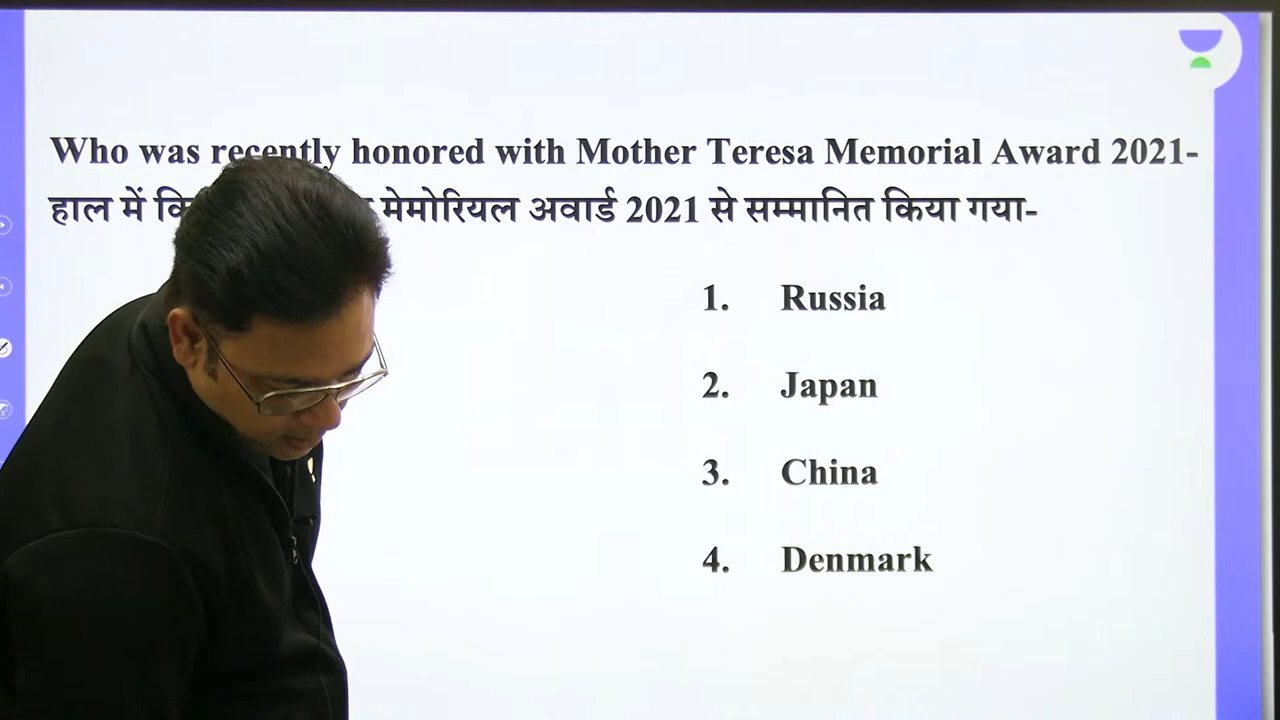 Who was recently honored with Mother Teresa Memorial Award 2021-
हाल में मेमोरियल अवार्ड 2021 से सम्मानित किया गया-
1. Russia
2. Japan
3. China
4. Denmark